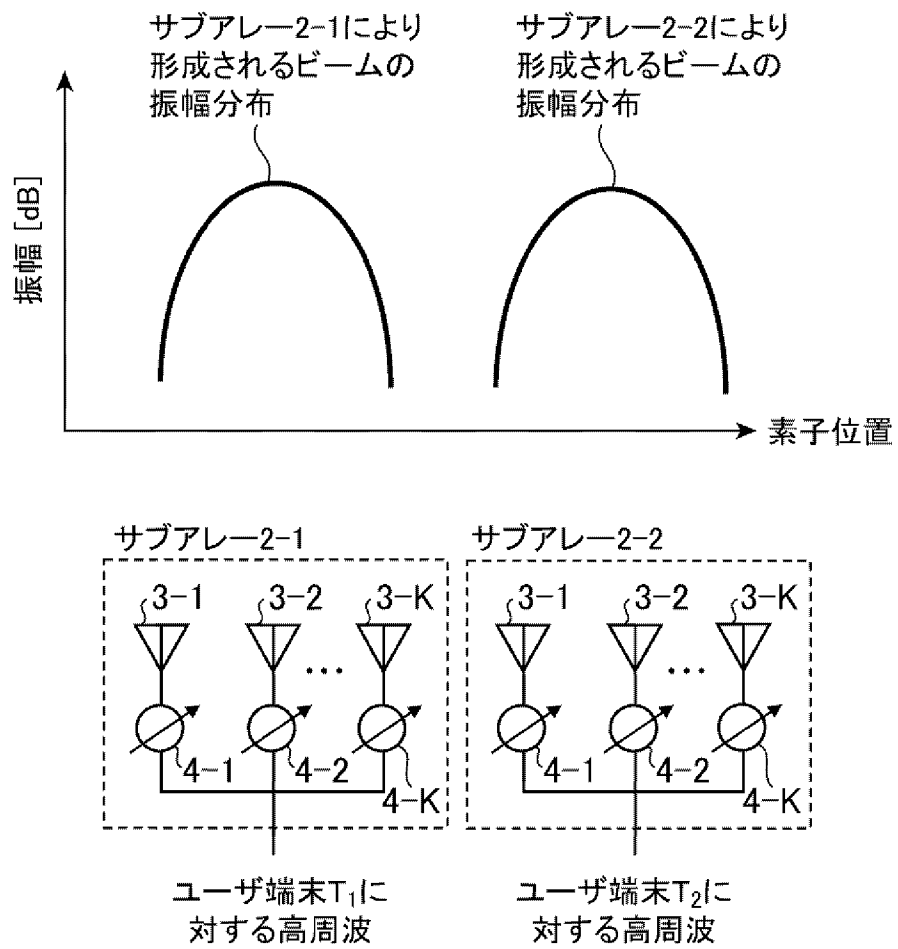 サブアレー2-1により
形成されるビームの
振幅分布
サブアレー2-2により
形成されるビームの
振幅分布
振幅 [dB]
素子位置
サブアレー2-1
サブアレー2-2
3-1
3-2
3-K
3-1
3-2
3-K
...
...
4-1
4-2
4-K
4-1
4-2
4-K
ユーザ端末T₁に
対する高周波
ユーザ端末T₂に
対する高周波